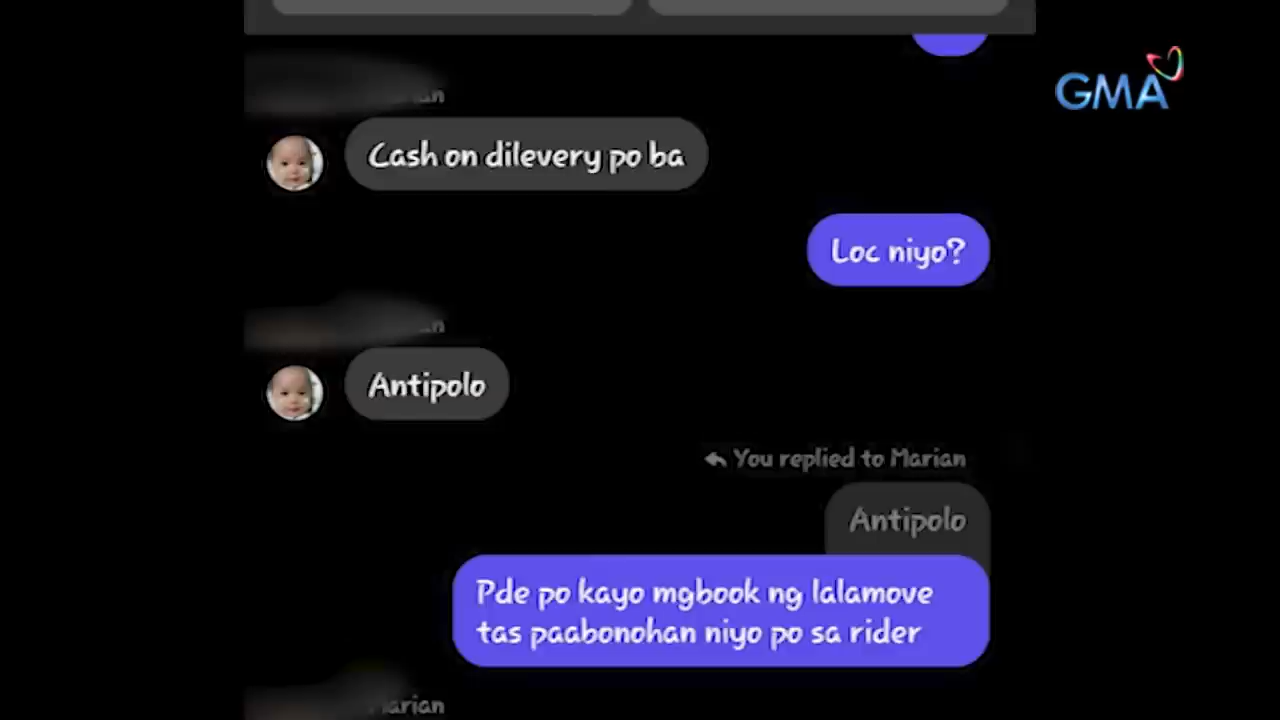 GMA
Cash on dilevery po ba
Loc niyo?
Antipolo
You replied to Marian
Antipolo
Pde po kayo mgbook ng lalamove
tas paabonohan niyo po sa rider
Marian